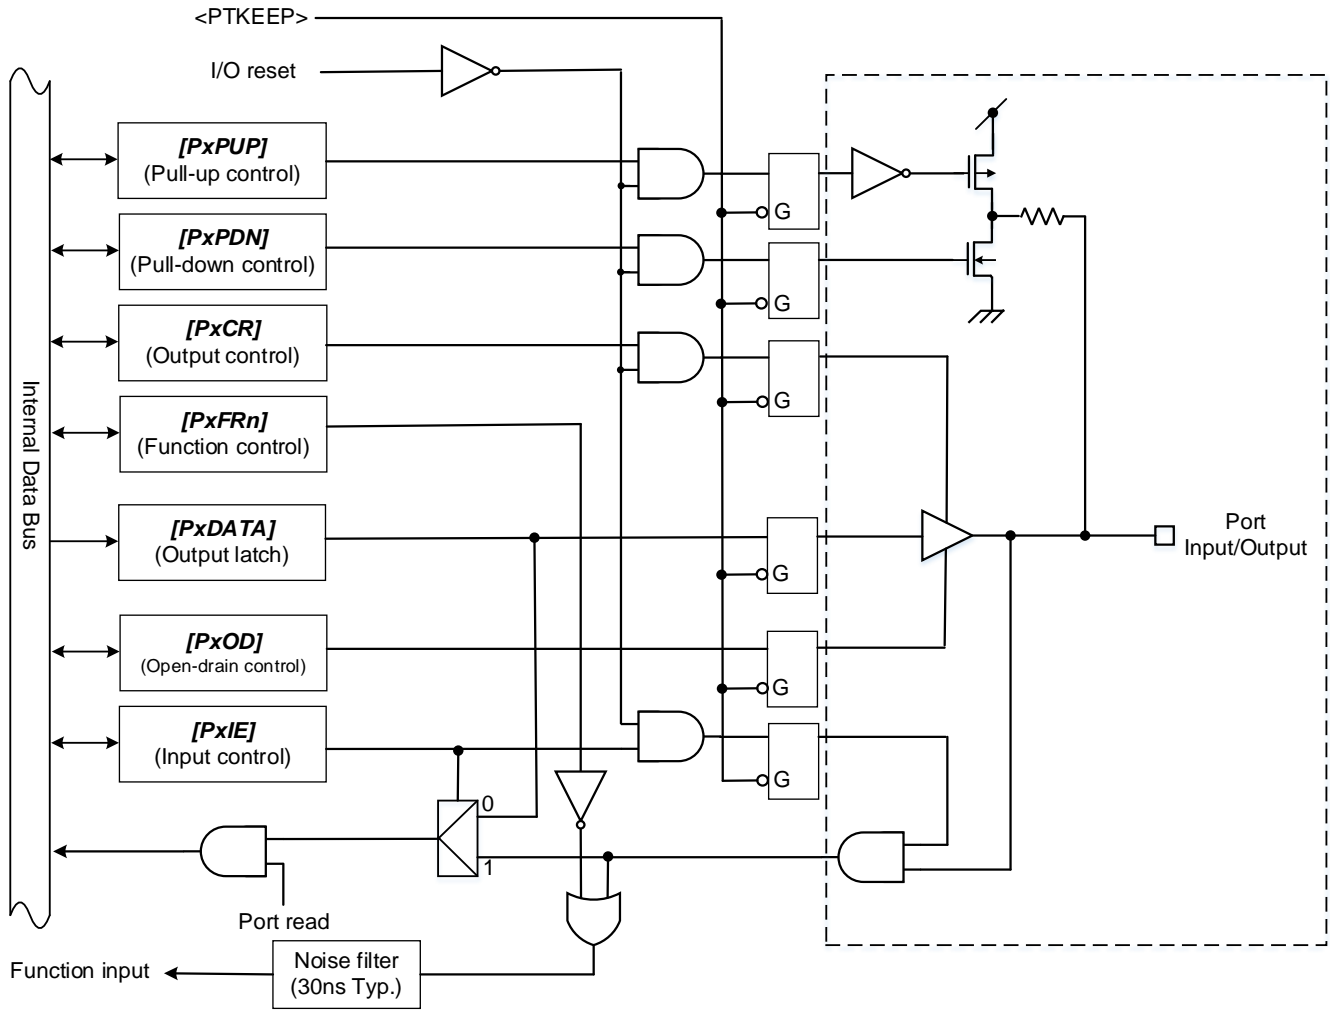 <PTKEEP>
I/O reset
[PxPUP]
(Pull-up control)
G
[PxPDN]
(Pull-down control)
G
[PxCR]
(Output control)
G
Internal Data Bus
[PxFRn]
(Function control)
[PxDATA]
(Output latch)
G
Port
Input/Output
[PxOD]
(Open-drain control)
G
[PxIE]
(Input control)
G
0
1
Port read
Function input
Noise filter
(30ns Typ.)